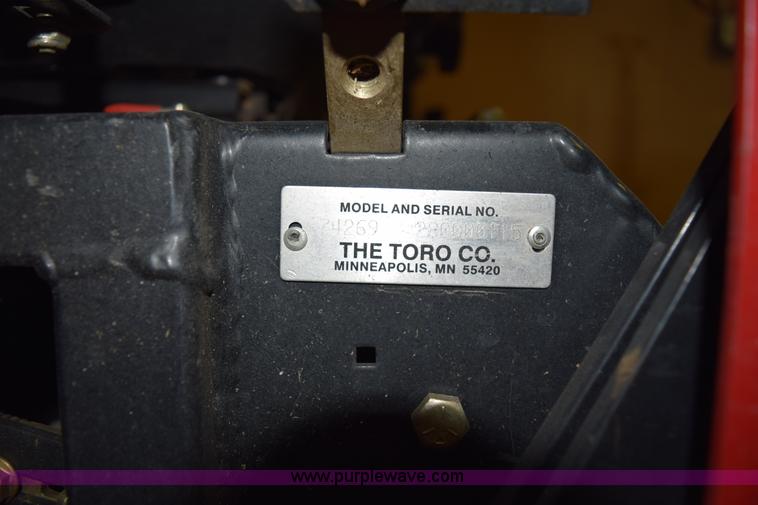 MODEL AND SERIAL NO.
74269
THE TORO CO.
MINNEAPOLIS, MN 55420
www.purplewave.com